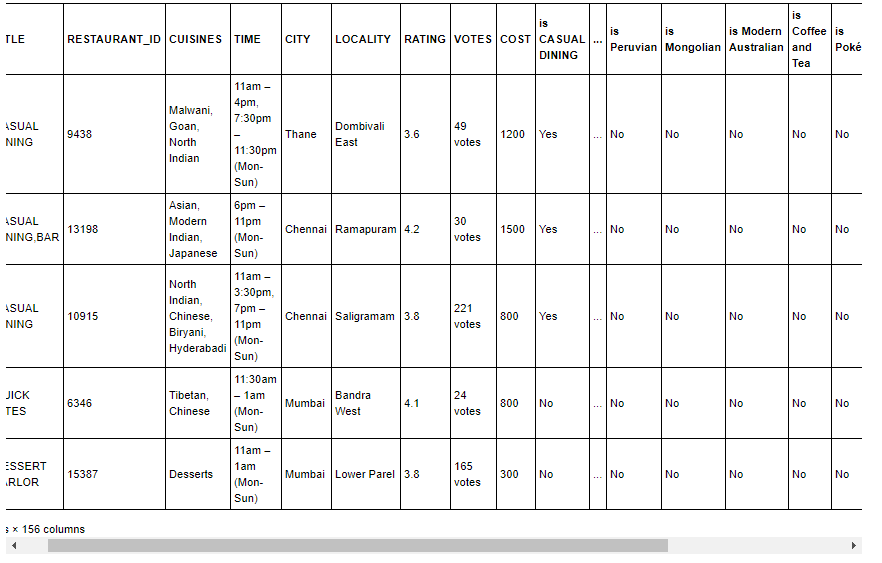 TLE
RESTAURANT_ID
CUISINES
TIME
CITY
LOCALITY
RATING
VOTES
COST
is
CASUAL
DINING
...
is
Peruvian
is
Mongolian
is Modern
Australian
is
Coffee
and
Tea
is
Poké
ASUAL
NING
9438
Malwani,
Goan,
North
Indian
11am –
4pm,
7:30pm
–
11:30pm
(Mon-
Sun)
Thane
Dombivali
East
3.6
49
votes
1200
Yes
...
No
No
No
No
No
ASUAL
NING,BAR
13198
Asian,
Modern
Indian,
Japanese
6pm –
11pm
(Mon-
Sun)
Chennai
Ramapuram
4.2
30
votes
1500
Yes
...
No
No
No
No
No
ASUAL
NING
10915
North
Indian,
Chinese,
Biryani,
Hyderabadi
11am –
3:30pm,
7pm –
11pm
(Mon-
Sun)
Chennai
Saligramam
3.8
221
votes
800
Yes
...
No
No
No
No
No
UICK
TES
6346
Tibetan,
Chinese
11:30am
– 1am
(Mon-
Sun)
Mumbai
Bandra
West
4.1
24
votes
800
No
...
No
No
No
No
No
ESSERT
ARLOR
15387
Desserts
11am –
1am
(Mon-
Sun)
Mumbai
Lower Parel
3.8
165
votes
300
No
...
No
No
No
No
No
s × 156 columns